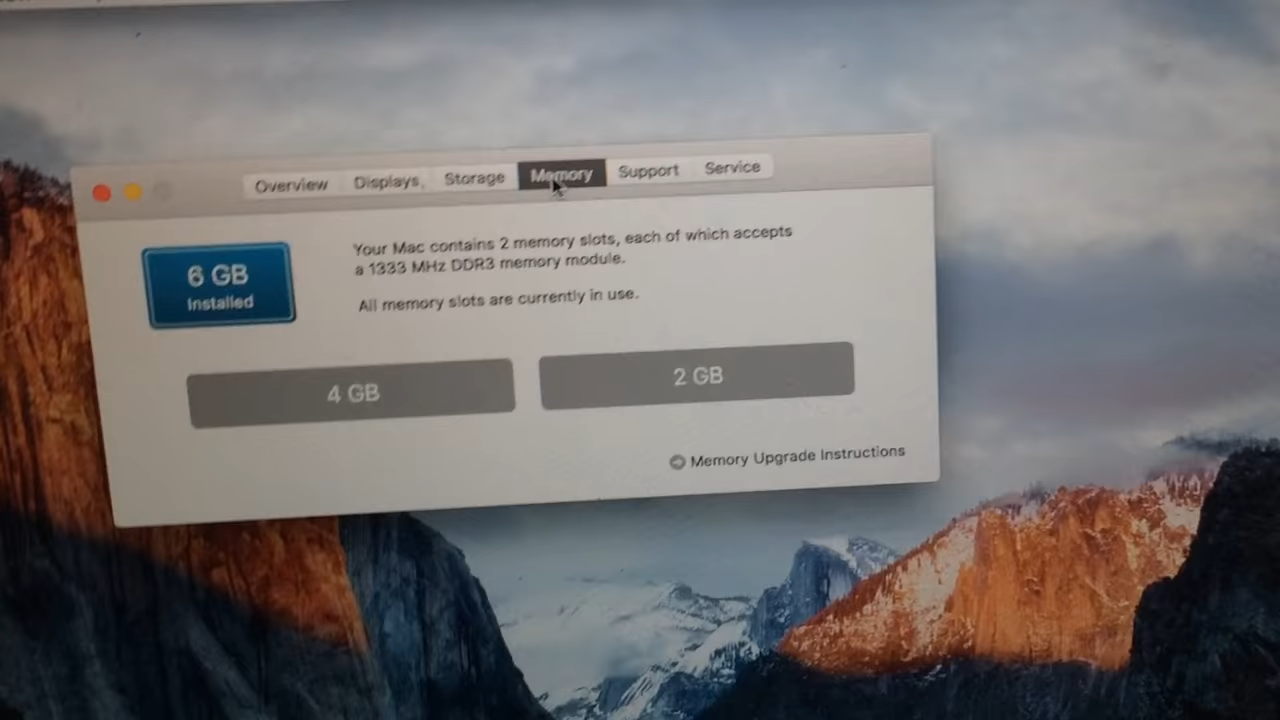 Overview Displays Storage Memory Support Service
6 GB
Installed
Your Mac contains 2 memory slots, each of which accepts
a 1333 MHz DDR3 memory module.
All memory slots are currently in use.
4 GB 2 GB
Memory Upgrade Instructions